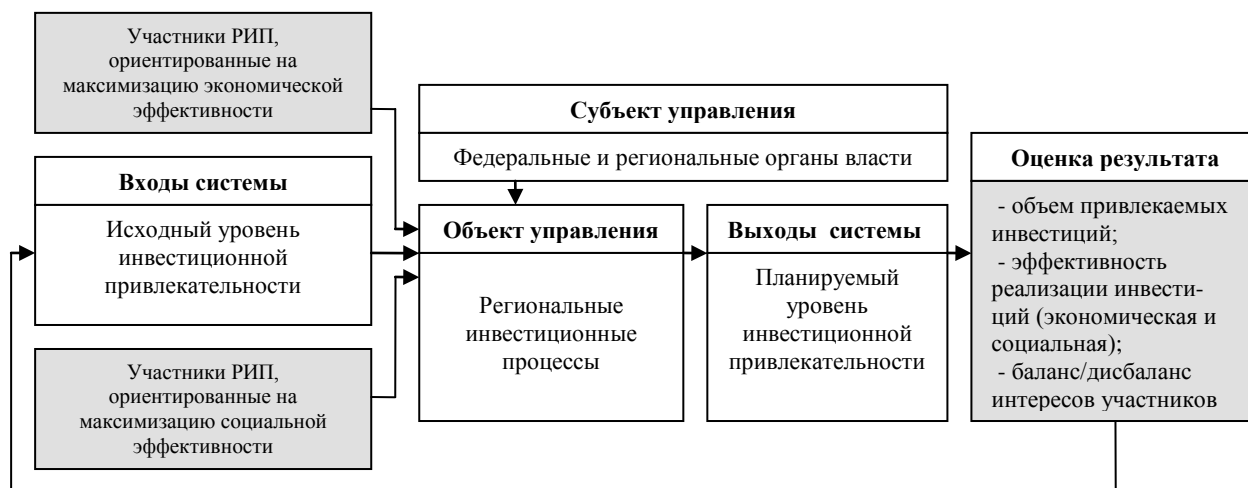 Участники РИП,
ориентированные на
максимизацию экономической
эффективности
Входы системы
Исходный уровень
инвестиционной
привлекательности
Участники РИП,
ориентированные на
максимизацию социальной
эффективности
Субъект управления
Федеральные и региональные органы власти
Объект управления
Региональные
инвестиционные
процессы
Выходы системы
Планируемый
уровень
инвестиционной
привлекательности
Оценка результата
- объем привлекаемых
инвестиций;
- эффективность
реализации инвести-
ций (экономическая и
социальная);
- баланс/дисбаланс
интересов участников